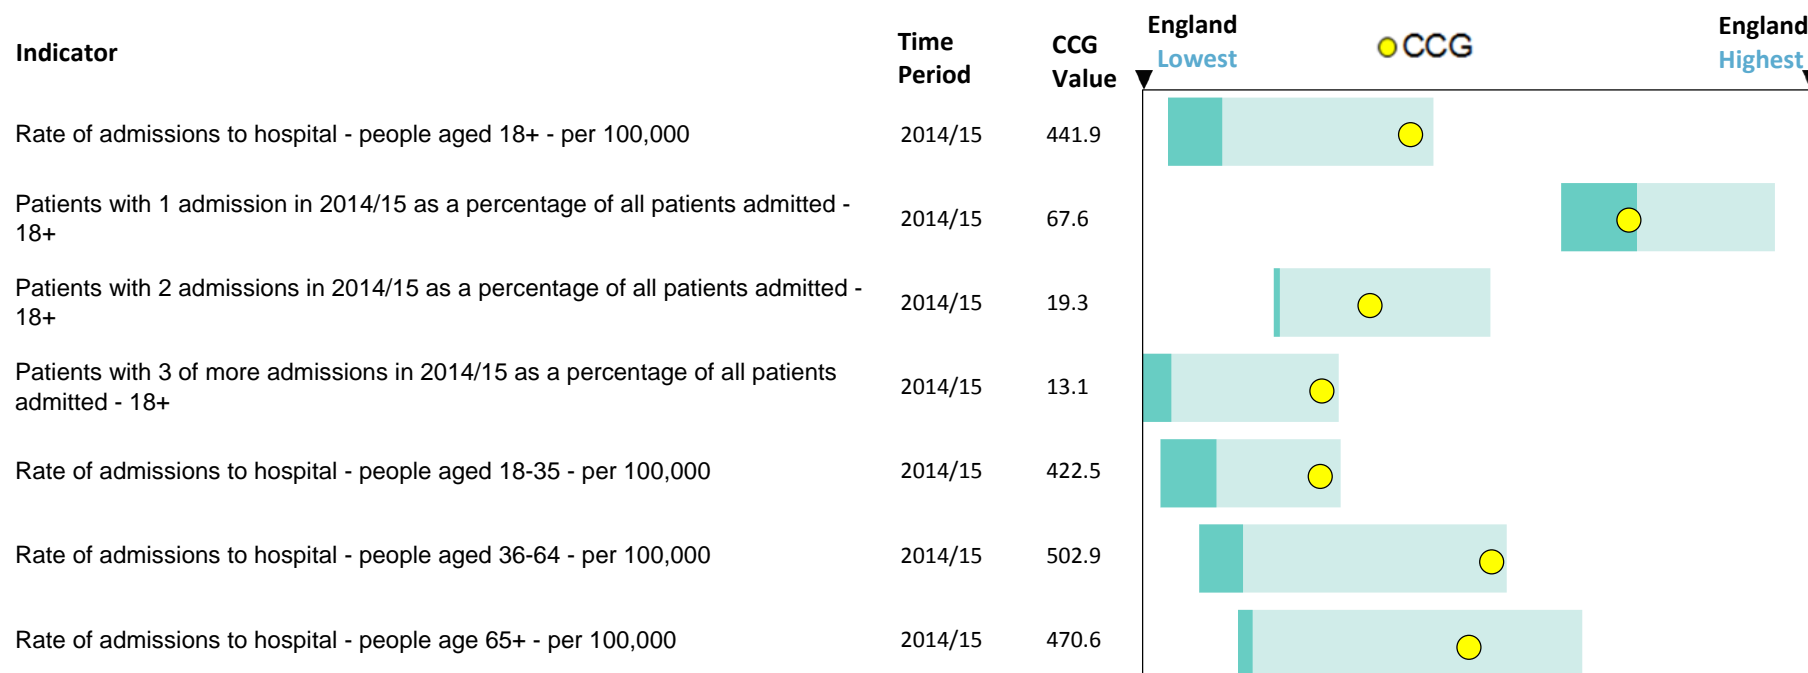 Indicator
Time Period
CCG Value
England Lowest
CCG
England Highest
Rate of admissions to hospital - people aged 18+ - per 100,000 2014/15 441.9
Patients with 1 admission in 2014/15 as a percentage of all patients admitted -
18+
2014/15 67.6
Patients with 2 admissions in 2014/15 as a percentage of all patients admitted -
18+
2014/15 19.3
Patients with 3 of more admissions in 2014/15 as a percentage of all patients
admitted - 18+
2014/15 13.1
Rate of admissions to hospital - people aged 18-35 - per 100,000 2014/15 422.5
Rate of admissions to hospital - people aged 36-64 - per 100,000 2014/15 502.9
Rate of admissions to hospital - people age 65+ - per 100,000 2014/15 470.6